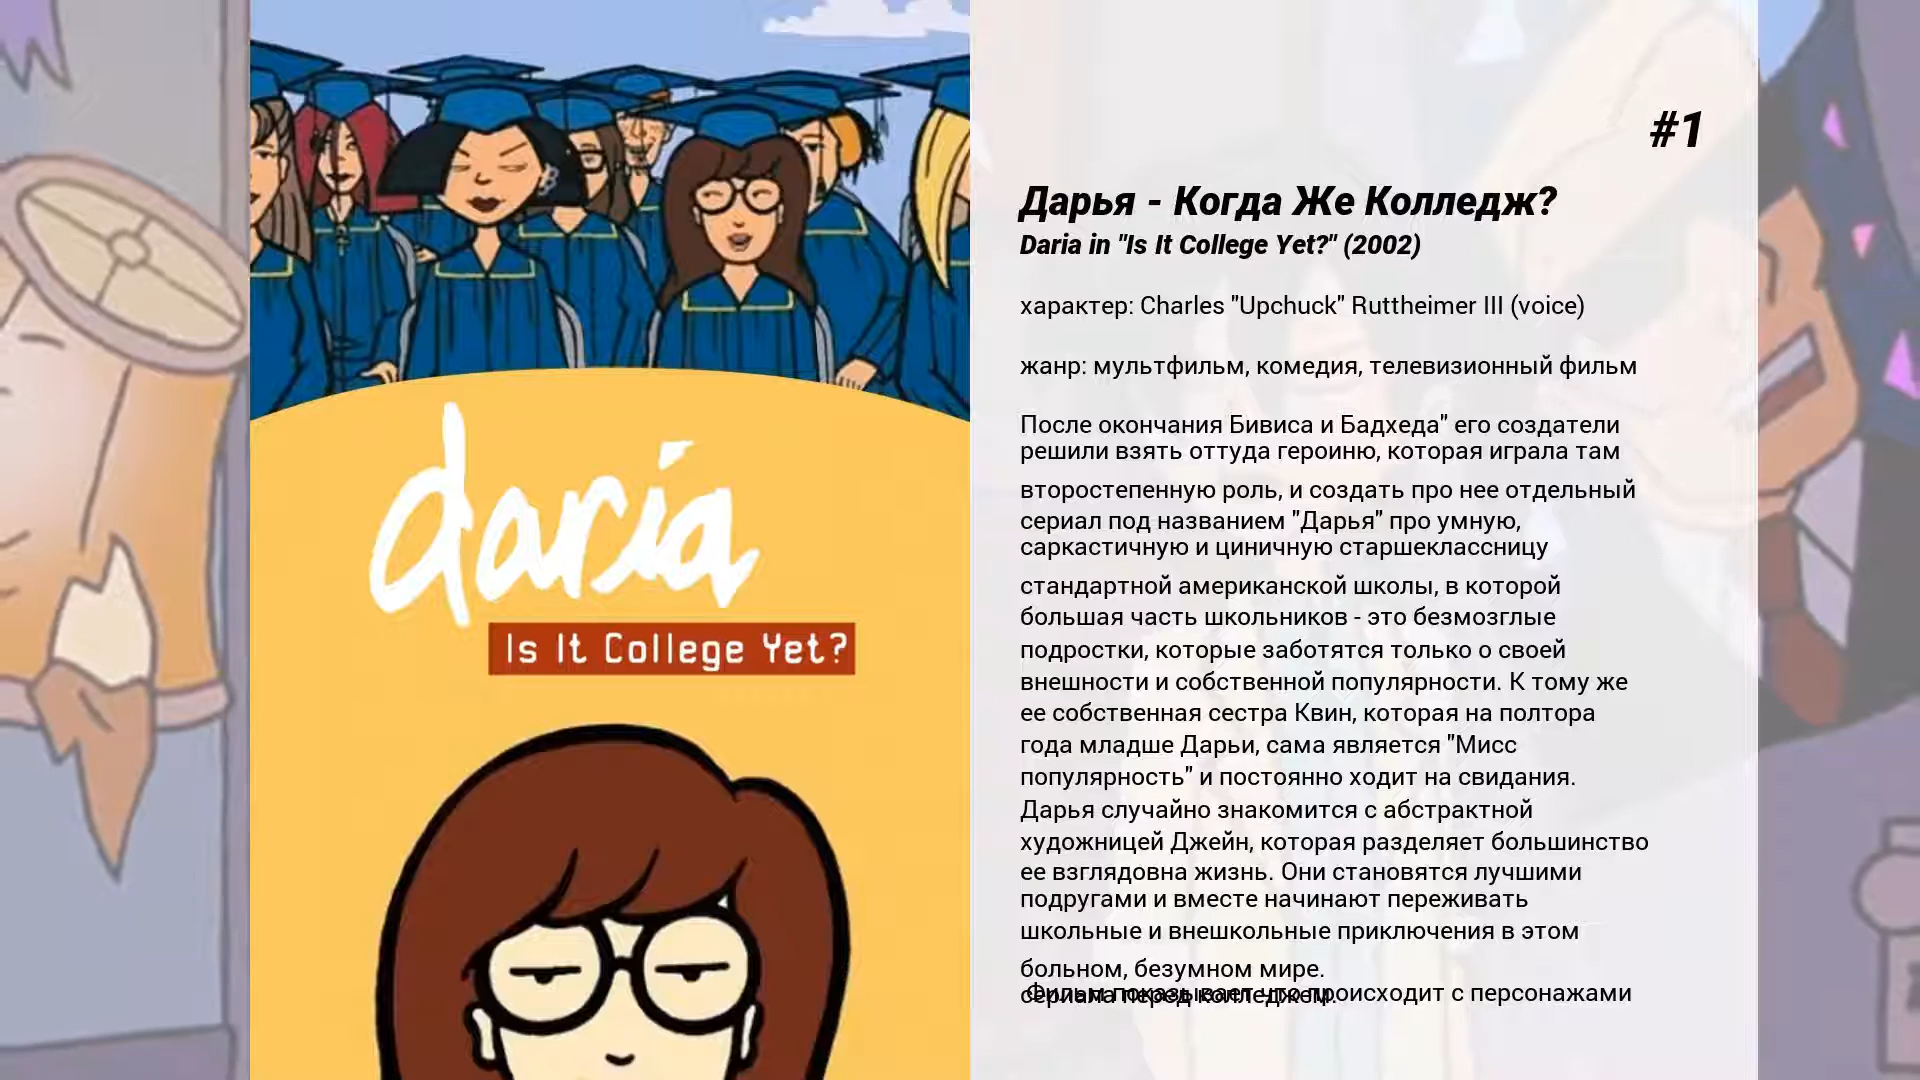 daria
Is It College Yet?
#1
Дарья - Когда Же Колледж?
Daria in "Is It College Yet?" (2002)
характер: Charles "Upchuck" Ruttheimer III (voice)
жанр: мультфильм, комедия, телевизионный фильм
После окончания Бивиса и Бадхеда" его создатели
решили взять оттуда героиню, которая играла там
второстепенную роль, и создать про нее отдельный
сериал под названием "Дарья" про умную,
саркастичную и циничную старшеклассницу
стандартной американской школы, в которой
большая часть школьников - это безмозглые
подростки, которые заботятся только о своей
внешности и собственной популярности. К тому же
ее собственная сестра Квин, которая на полтора
года младше Дарьи, сама является "Мисс
популярность" и постоянно ходит на свидания.
Дарья случайно знакомится с абстрактной
художницей Джейн, которая разделяет большинство
ее взглядовна жизнь. Они становятся лучшими
подругами и вместе начинают переживать
школьные и внешкольные приключения в этом
больном, безумном мире.
Фильм показывает что происходит с персонажами
сериала перед колледжем.